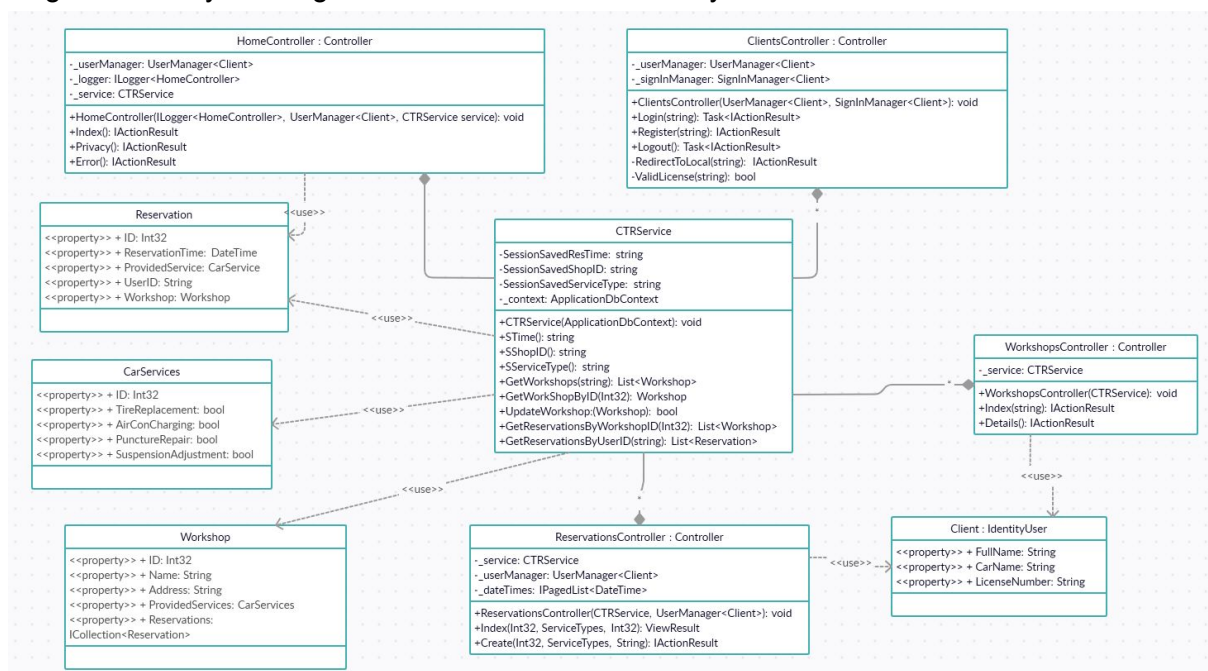 HomeController : Controller
-_userManager: UserManager<Client>
-_logger: ILogger<HomeController>
-_service: CTRService
+HomeController(ILogger<HomeController>, UserManager<Client>, CTRService service): void
+Index(): IActionResult
+Privacy(): IActionResult
+Error(): IActionResult
ClientsController : Controller
-_userManager: UserManager<Client>
-_signInManager: SignInManager<Client>
+ClientsController(UserManager<Client>, SignInManager<Client>): void
+Login(string): Task<IActionResult>
+Register(string): IActionResult
+Logout(): Task<IActionResult>
-RedirectToLocal(string): IActionResult
-ValidLicense(string): bool
<<use>>
Reservation
<<property>> + ID: Int32
<<property>> + ReservationTime: DateTime
<<property>> + ProvidedService: CarService
<<property>> + UserID: String
<<property>> + Workshop: Workshop
*
CTRService
-SessionSavedResTime: string
-SessionSavedShopID: string
-SessionSavedServiceType: string
-_context: ApplicationDbContext
+CTRService(ApplicationDbContext): void
+STime(): string
+SShopID(): string
+SServiceType(): string
+GetWorkshops(string): List<Workshop>
+GetWorkShopByID(Int32): Workshop
+UpdateWorkshop:(Workshop): bool
+GetReservationsByWorkshopID(Int32): List<Workshop>
+GetReservationsByUserID(string): List<Reservation>
<<use>>
WorkshopsController : Controller
-_service: CTRService
+WorkshopsController(CTRService): void
+Index(string): IActionResult
+Details(): IActionResult
*
CarServices
<<property>> + ID: Int32
<<property>> + TireReplacement: bool
<<property>> + AirConCharging: bool
<<property>> + PunctureRepair: bool
<<property>> + SuspensionAdjustment: bool
<<use>>
<<use>>
*
<<use>>
Workshop
<<property>> + ID: Int32
<<property>> + Name: String
<<property>> + Address: String
<<property>> + ProvidedServices: CarServices
<<property>> + Reservations:
ICollection<Reservation>
ReservationsController : Controller
-_service: CTRService
-_userManager: UserManager<Client>
-_dateTimes: IPagedList<DateTime>
+ReservationsController(CTRService, UserManager<Client>): void
+Index(Int32, ServiceTypes, Int32): ViewResult
+Create(Int32, ServiceTypes, String): IActionResult
<<use>>
Client : IdentityUser
<<property>> + FullName: String
<<property>> + CarName: String
<<property>> + LicenseNumber: String